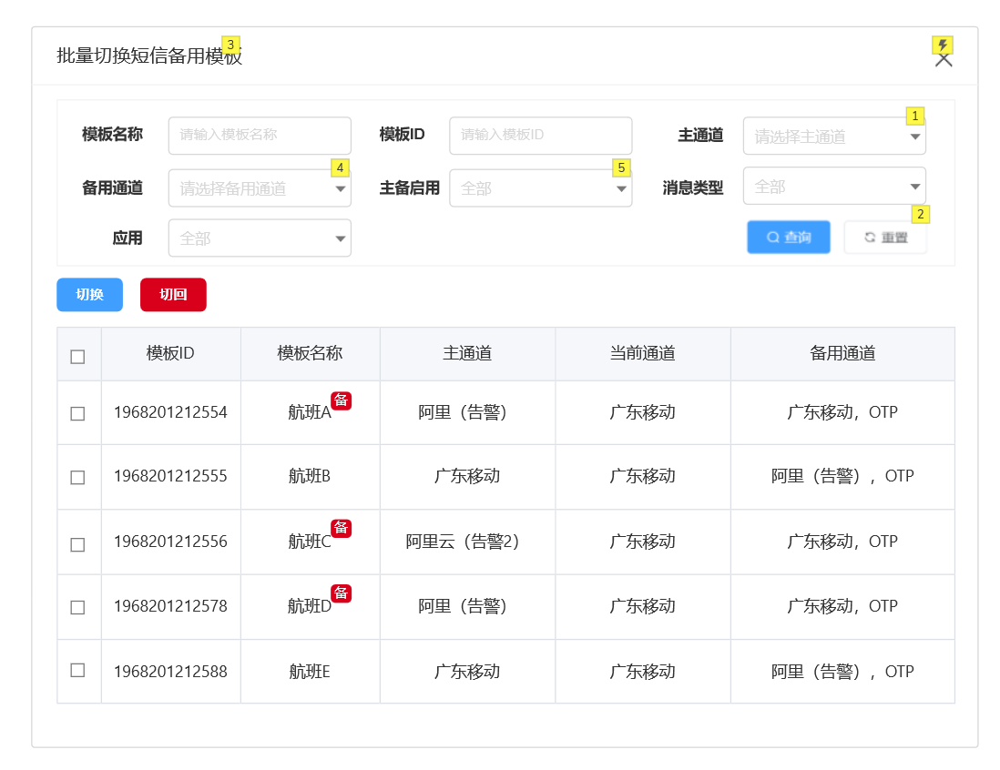 批量切换短信备用模板 3
模板名称 请输入模板名称 模板ID 请输入模板ID 主通道 请选择主通道 1
备用通道 请选择备用通道 4 主备启用 全部 5 消息类型 全部
应用 全部 查询 重置 2
切换 切回
模板ID 模板名称 主通道 当前通道 备用通道
1968201212554 航班A 备 阿里（告警） 广东移动 广东移动，OTP
1968201212555 航班B 广东移动 广东移动 阿里（告警），OTP
1968201212556 航班C 备 阿里云（告警2） 广东移动 广东移动，OTP
1968201212578 航班D 备 阿里（告警） 广东移动 广东移动，OTP
1968201212588 航班E 广东移动 广东移动 阿里（告警），OTP